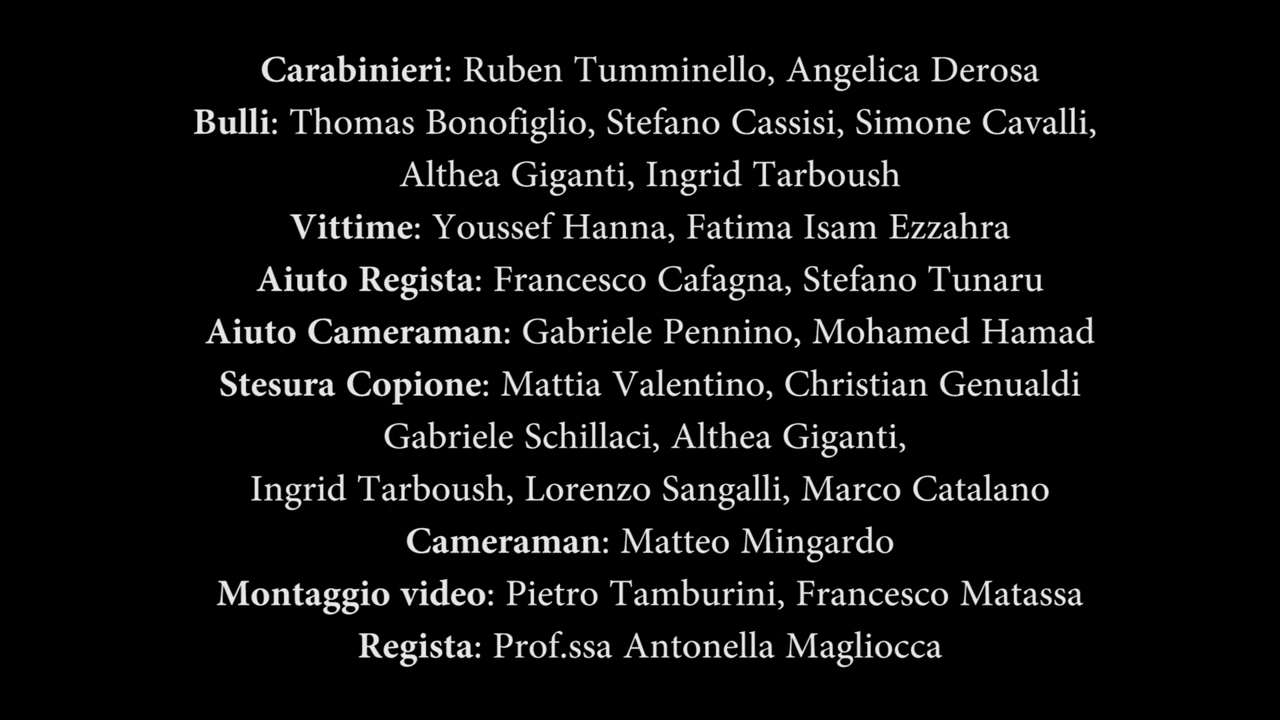 Carabinieri: Ruben Tumminello, Angelica Derosa
Bulli: Thomas Bonofiglio, Stefano Cassisi, Simone Cavalli,
Althea Giganti, Ingrid Tarboush
Vittime: Youssef Hanna, Fatima Isam Ezzahra
Aiuto Regista: Francesco Cafagna, Stefano Tunaru
Aiuto Cameraman: Gabriele Pennino, Mohamed Hamad
Stesura Copione: Mattia Valentino, Christian Genualdi
Gabriele Schillaci, Althea Giganti,
Ingrid Tarboush, Lorenzo Sangalli, Marco Catalano
Cameraman: Matteo Mingardo
Montaggio video: Pietro Tamburini, Francesco Matassa
Regista: Prof.ssa Antonella Magliocca